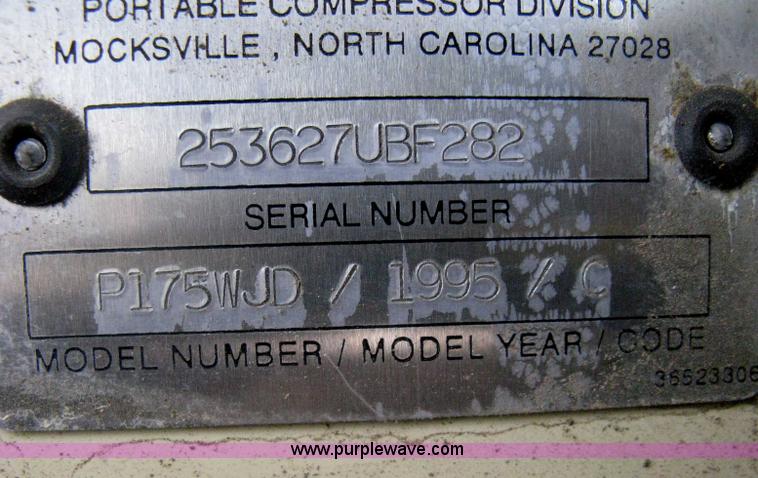 PORTABLE COMPRESSOR DIVISION
MOCKSVILLE, NORTH CAROLINA 27028
253627UBF282
SERIAL NUMBER
P175WJD / 1995 / C
MODEL NUMBER / MODEL YEAR / CODE
36523306
www.purplewave.com